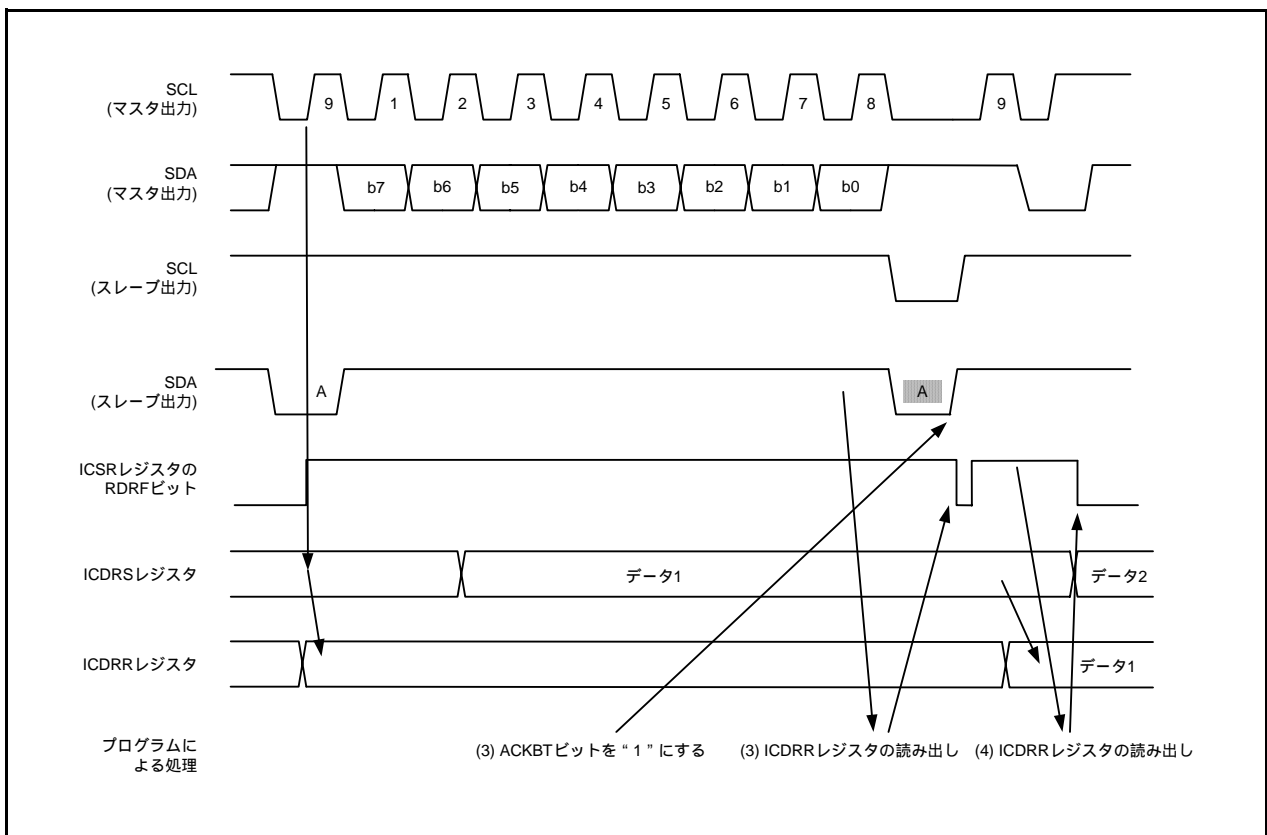 SCL
(マスタ出力)
9 1 2 3 4 5 6 7 8 9
SDA
(マスタ出力)
b7 b6 b5 b4 b3 b2 b1 b0
SCL
(スレーブ出力)
SDA
(スレーブ出力)
A A
ICSRレジスタの
RDRFビット
ICDRSレジスタ
データ1 データ2
ICDRRレジスタ
データ1
プログラムに
よる処理
(3) ACKBTビットを “ 1 ” にする (3) ICDRRレジスタの読み出し (4) ICDRRレジスタの読み出し